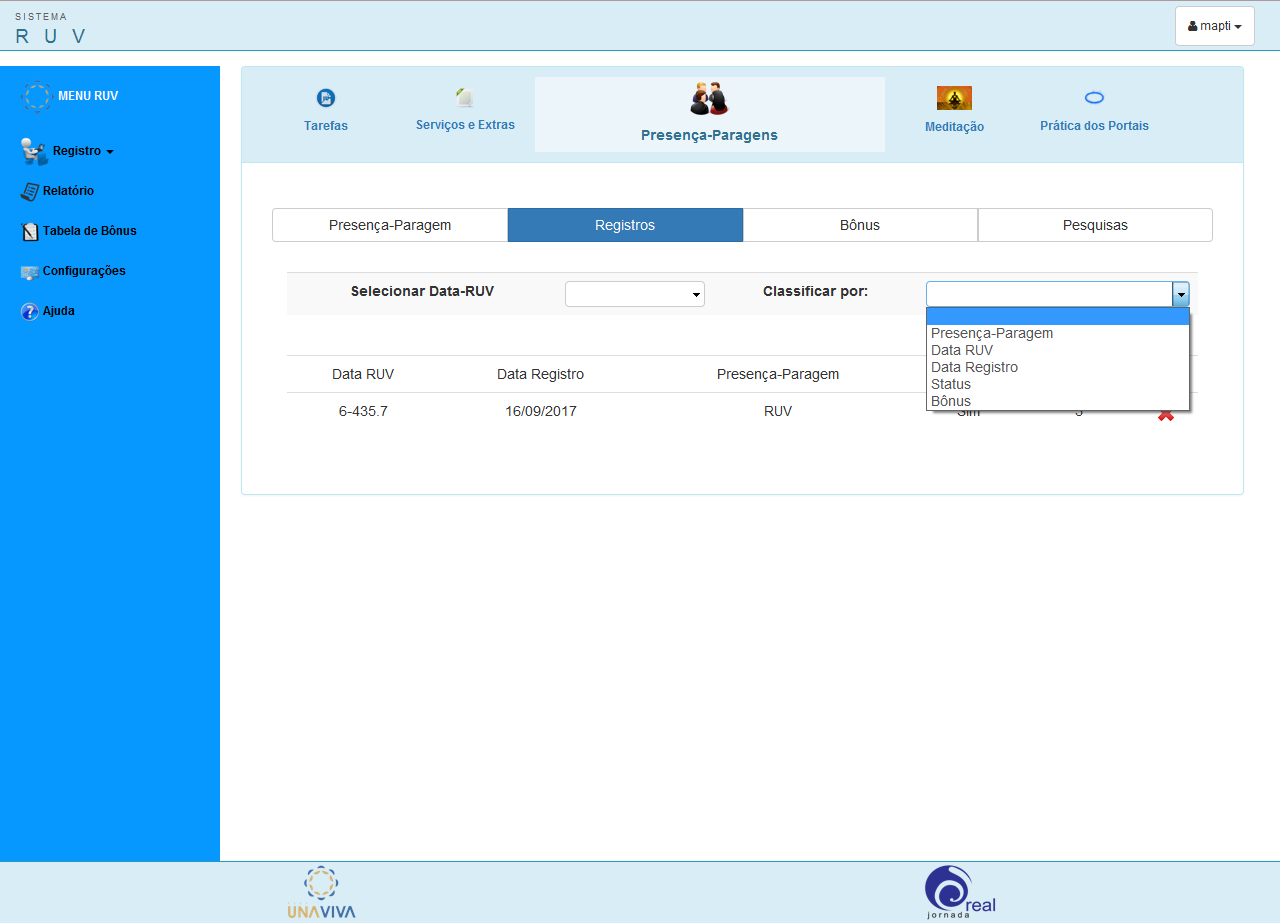 SISTEMA
R U V
mapti
MENU RUV
Registro
Relatório
Tabela de Bônus
Configurações
Ajuda
Tarefas
Serviços e Extras
Presença-Paragens
Meditação
Prática dos Portais
Presença-Paragem
Registros
Bônus
Pesquisas
Selecionar Data-RUV
Classificar por:
Presença-Paragem
Data RUV
Data Registro
Status
Bônus
Data RUV
Data Registro
Presença-Paragem
6-435.7
16/09/2017
RUV
Sim
UNAVIVA
jornada
real